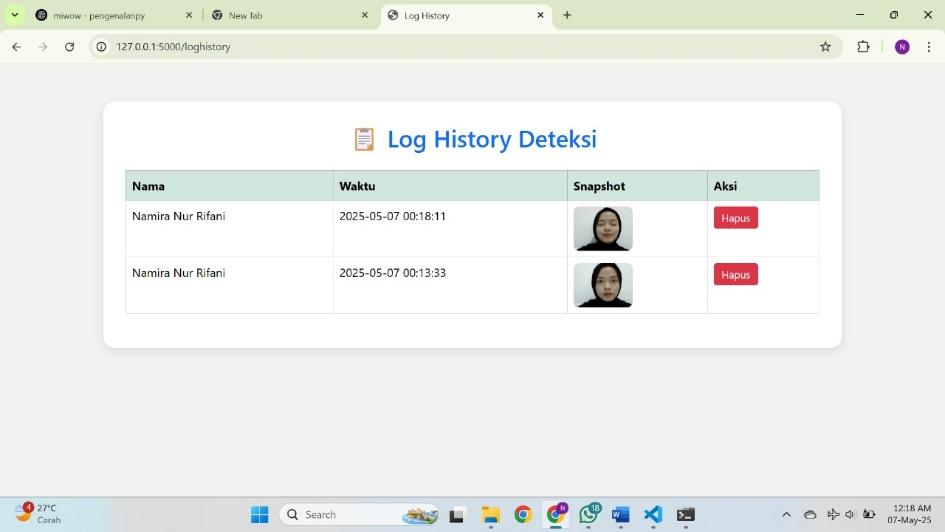 miwow - pengenalanpy
New Tab
Log History
127.0.0.1:5000/loghistory
N
Log History Deteksi
Nama Waktu Snapshot Aksi
Namira Nur Rifani 2025-05-07 00:18:11 Hapus
Namira Nur Rifani 2025-05-07 00:13:33 Hapus
4
27°C
Cerah
Search
N
18
12:18 AM
07-May-25